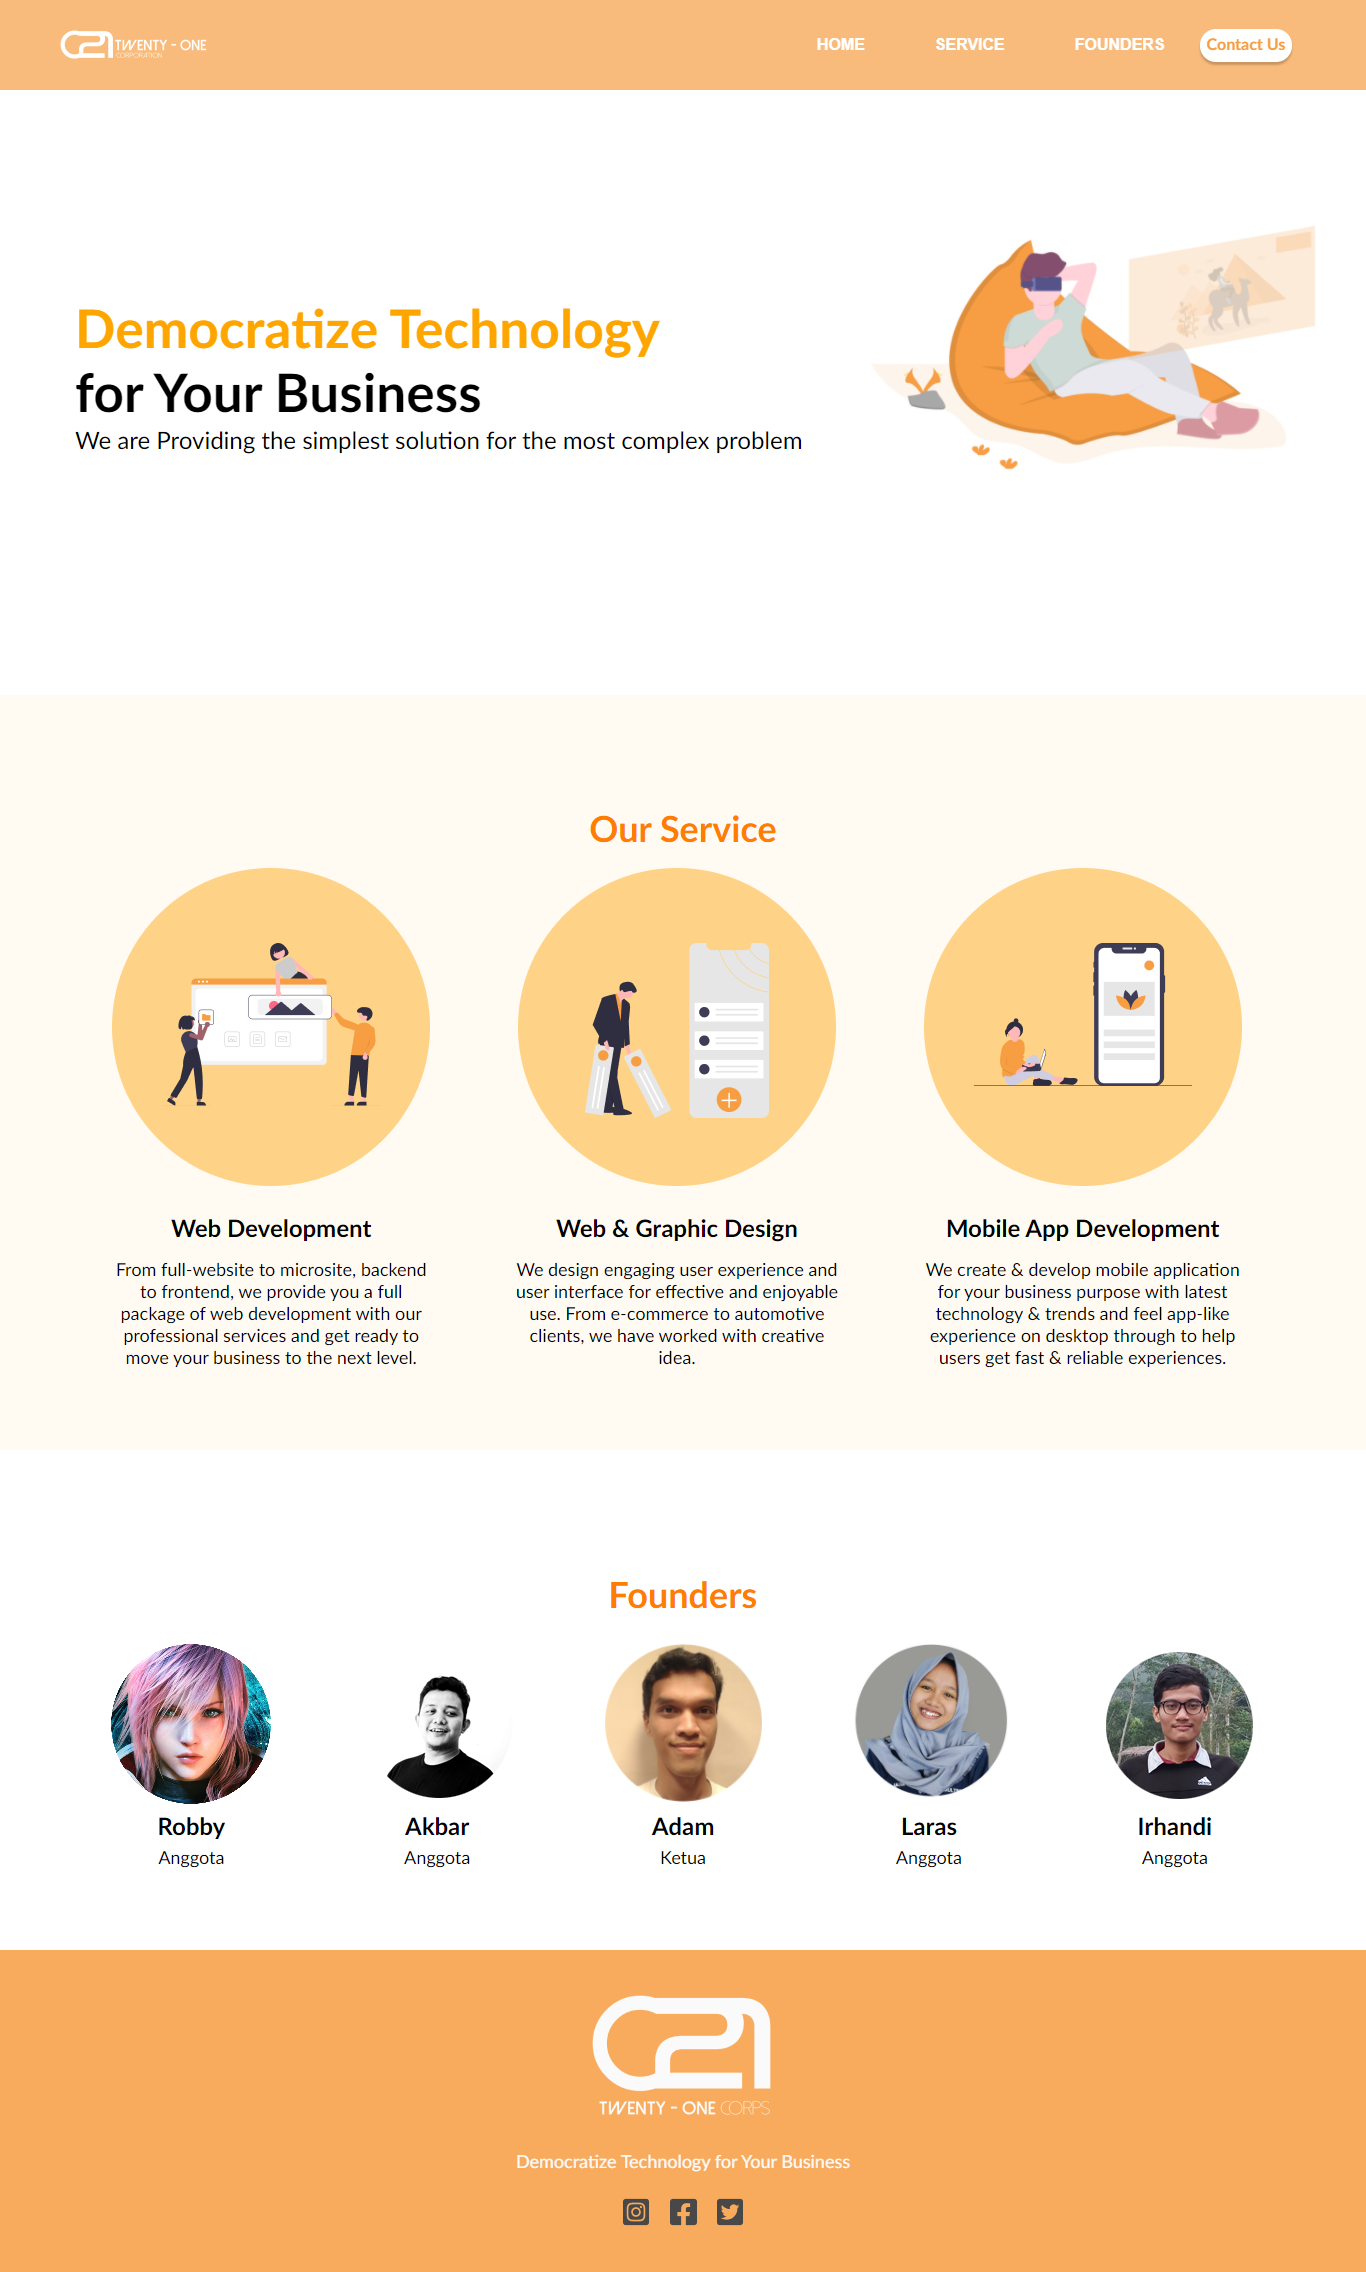 C21 TWENTY - ONE
CORPORATION
HOME
SERVICE
FOUNDERS
Contact Us
Democratize Technology
for Your Business
We are Providing the simplest solution for the most complex problem
Our Service
Web Development
From full-website to microsite, backend
to frontend, we provide you a full
package of web development with our
professional services and get ready to
move your business to the next level.
Web & Graphic Design
We design engaging user experience and
user interface for effective and enjoyable
use. From e-commerce to automotive
clients, we have worked with creative
idea.
Mobile App Development
We create & develop mobile application
for your business purpose with latest
technology & trends and feel app-like
experience on desktop through to help
users get fast & reliable experiences.
Founders
Robby
Anggota
Akbar
Anggota
Adam
Ketua
Laras
Anggota
Irhandi
Anggota
C21
TWENTY - ONE CORPS
Democratize Technology for Your Business